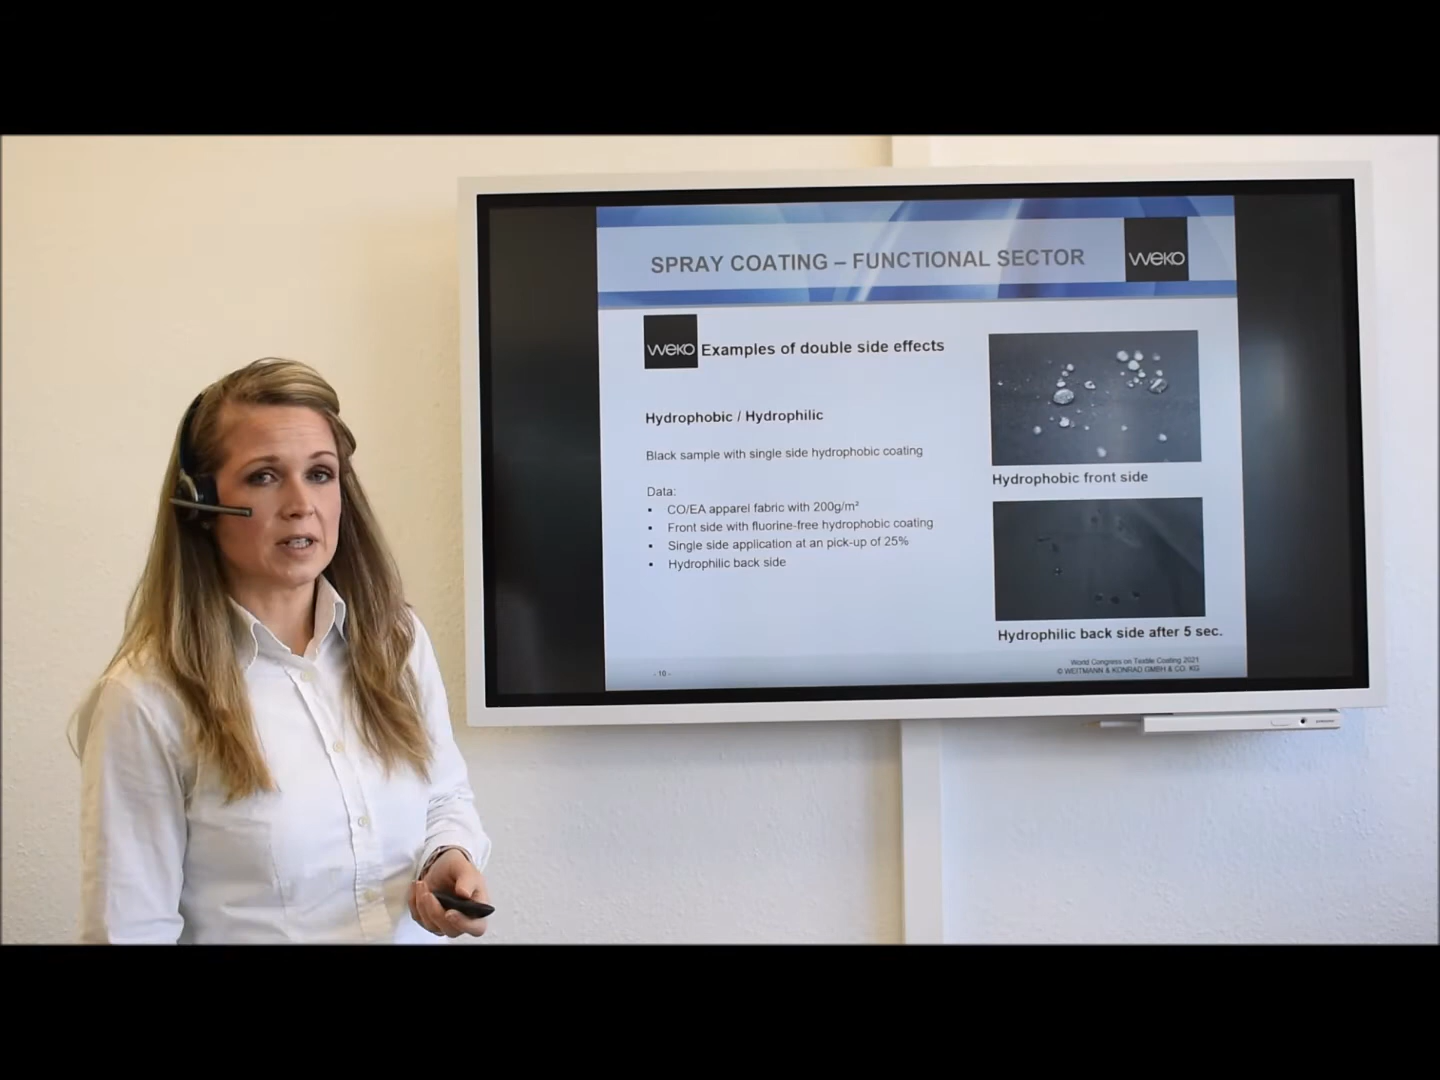 SPRAY COATING – FUNCTIONAL SECTOR
weko
weko Examples of double side effects
Hydrophobic / Hydrophilic
Black sample with single side hydrophobic coating
Data:
▪ CO/EA apparel fabric with 200g/m²
▪ Front side with fluorine-free hydrophobic coating
▪ Single side application at an pick-up of 25%
▪ Hydrophilic back side
Hydrophobic front side
Hydrophilic back side after 5 sec.
- 10 -
World Congress on Textile Coating 2021
© WEITMANN & KONRAD GMBH & CO. KG